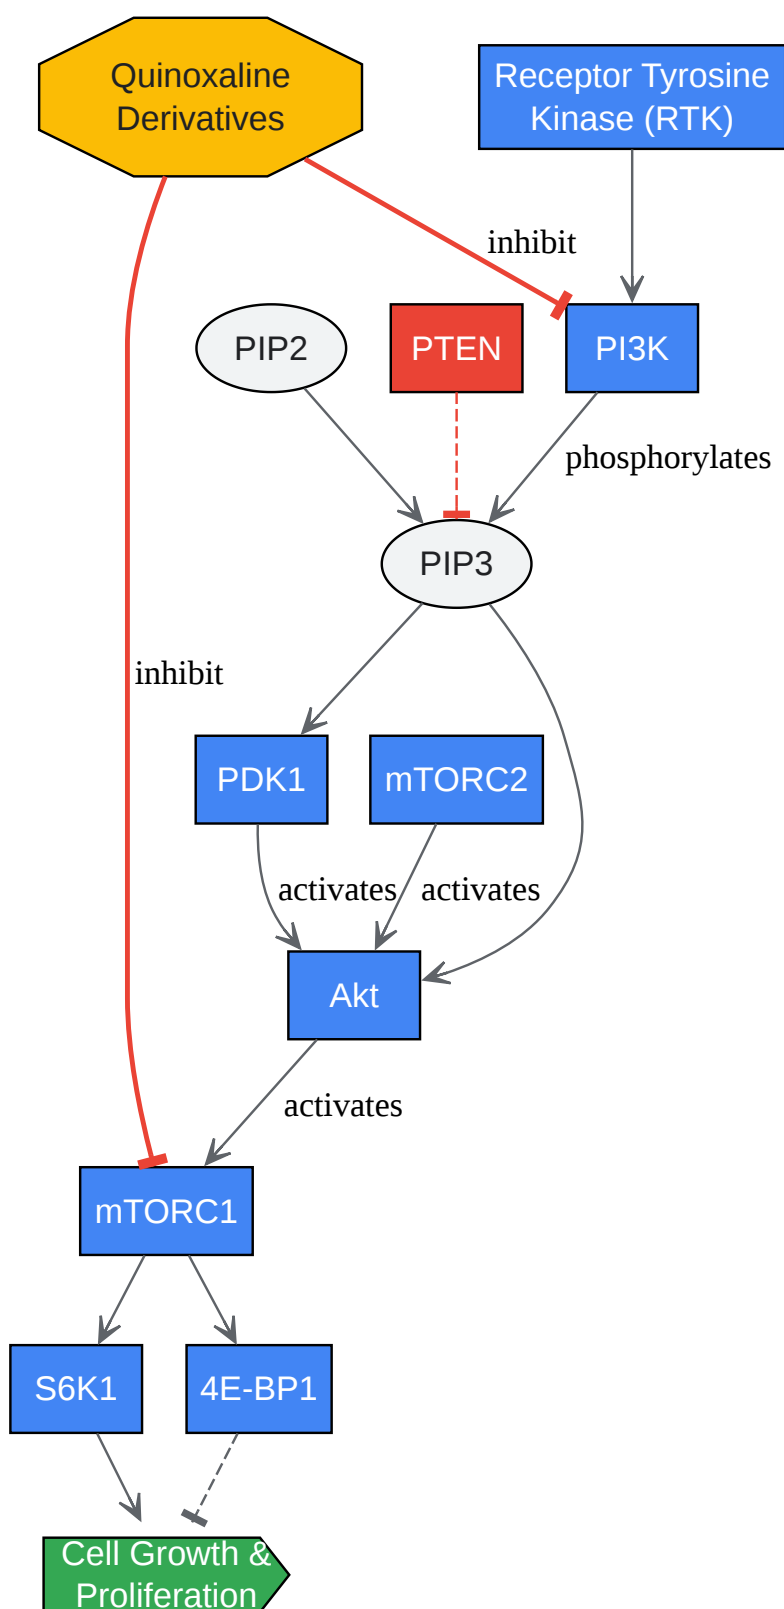 Quinoxaline
Derivatives
Receptor Tyrosine
Kinase (RTK)
inhibit
PIP2
PTEN
PI3K
phosphorylates
PIP3
inhibit
PDK1
mTORC2
activates
activates
Akt
activates
mTORC1
S6K1
4E-BP1
Cell Growth &
Proliferation